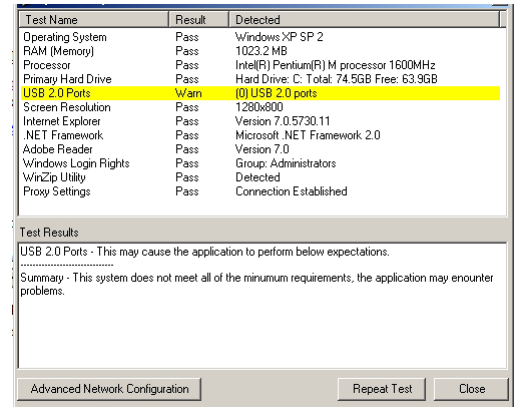 Test Name Result Detected
Operating System Pass Windows XP SP 2
RAM (Memory) Pass 1023.2 MB
Processor Pass Intel(R) Pentium(R) M processor 1600MHz
Primary Hard Drive Pass Hard Drive: C: Total: 74.5GB Free: 63.9GB
USB 2.0 Ports Warn (0) USB 2.0 ports
Screen Resolution Pass 1280x800
Internet Explorer Pass Version 7.0.5730.11
.NET Framework Pass Microsoft .NET Framework 2.0
Adobe Reader Pass Version 7.0
Windows Login Rights Pass Group: Administrators
WinZip Utility Pass Detected
Proxy Settings Pass Connection Established
Test Results
USB 2.0 Ports - This may cause the application to perform below expectations.
------------------------------
Summary - This system does not meet all of the minumum requirements, the application may enounter
problems.
Advanced Network Configuration Repeat Test Close